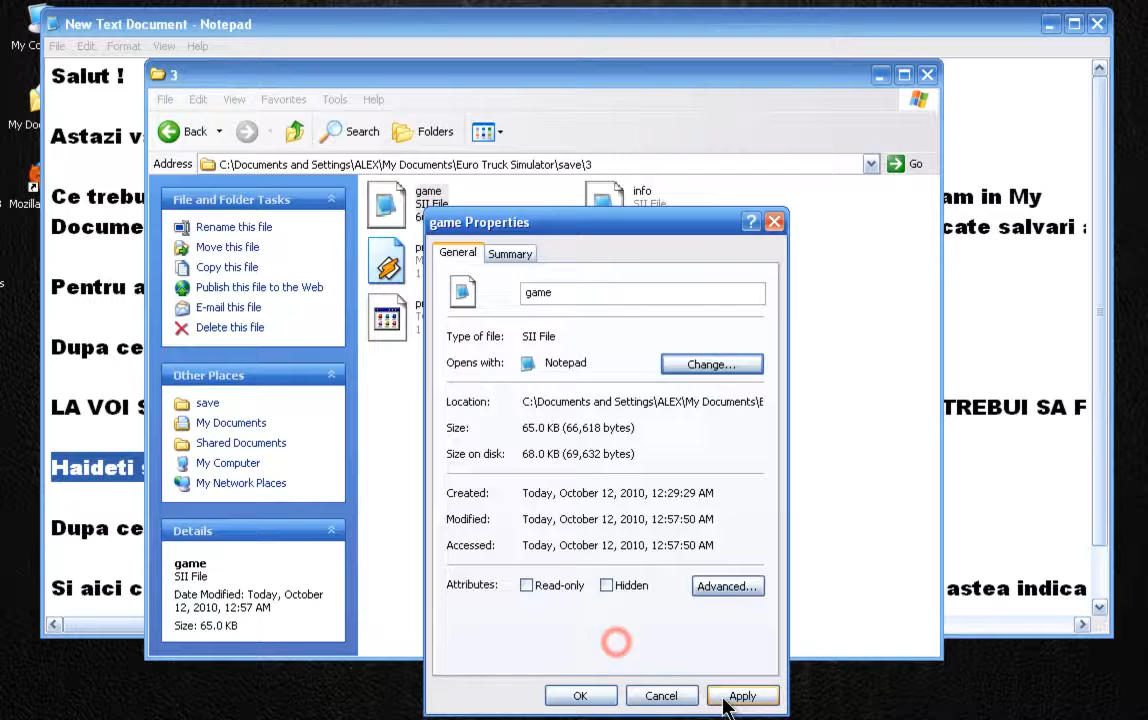 My Co
New Text Document - Notepad
File Edit Format View Help
Salut !
3
File Edit View Favorites Tools Help
My Do
Astazi v
Back Search Folders
Address C:\Documents and Settings\ALEX\My Documents\Euro Truck Simulator\save\3 Go
Mozilla
Ce trebu
am in My
Docume
cate salvari
Pentru a
Dupa ce
LA VOI S
TREBUI SA F
Haideti s
Dupa ce
Si aici c
astea indica
File and Folder Tasks
Rename this file
Move this file
Copy this file
Publish this file to the Web
E-mail this file
Delete this file
Other Places
save
My Documents
Shared Documents
My Computer
My Network Places
Details
game
SII File
Date Modified: Today, October
12, 2010, 12:57 AM
Size: 65.0 KB
game
SII File
info
SII File
game Properties
General Summary
game
Type of file: SII File
Opens with: Notepad Change...
Location: C:\Documents and Settings\ALEX\My Documents\E
Size: 65.0 KB (66,618 bytes)
Size on disk: 68.0 KB (69,632 bytes)
Created: Today, October 12, 2010, 12:29:29 AM
Modified: Today, October 12, 2010, 12:57:50 AM
Accessed: Today, October 12, 2010, 12:57:50 AM
Attributes: Read-only Hidden Advanced...
OK Cancel Apply